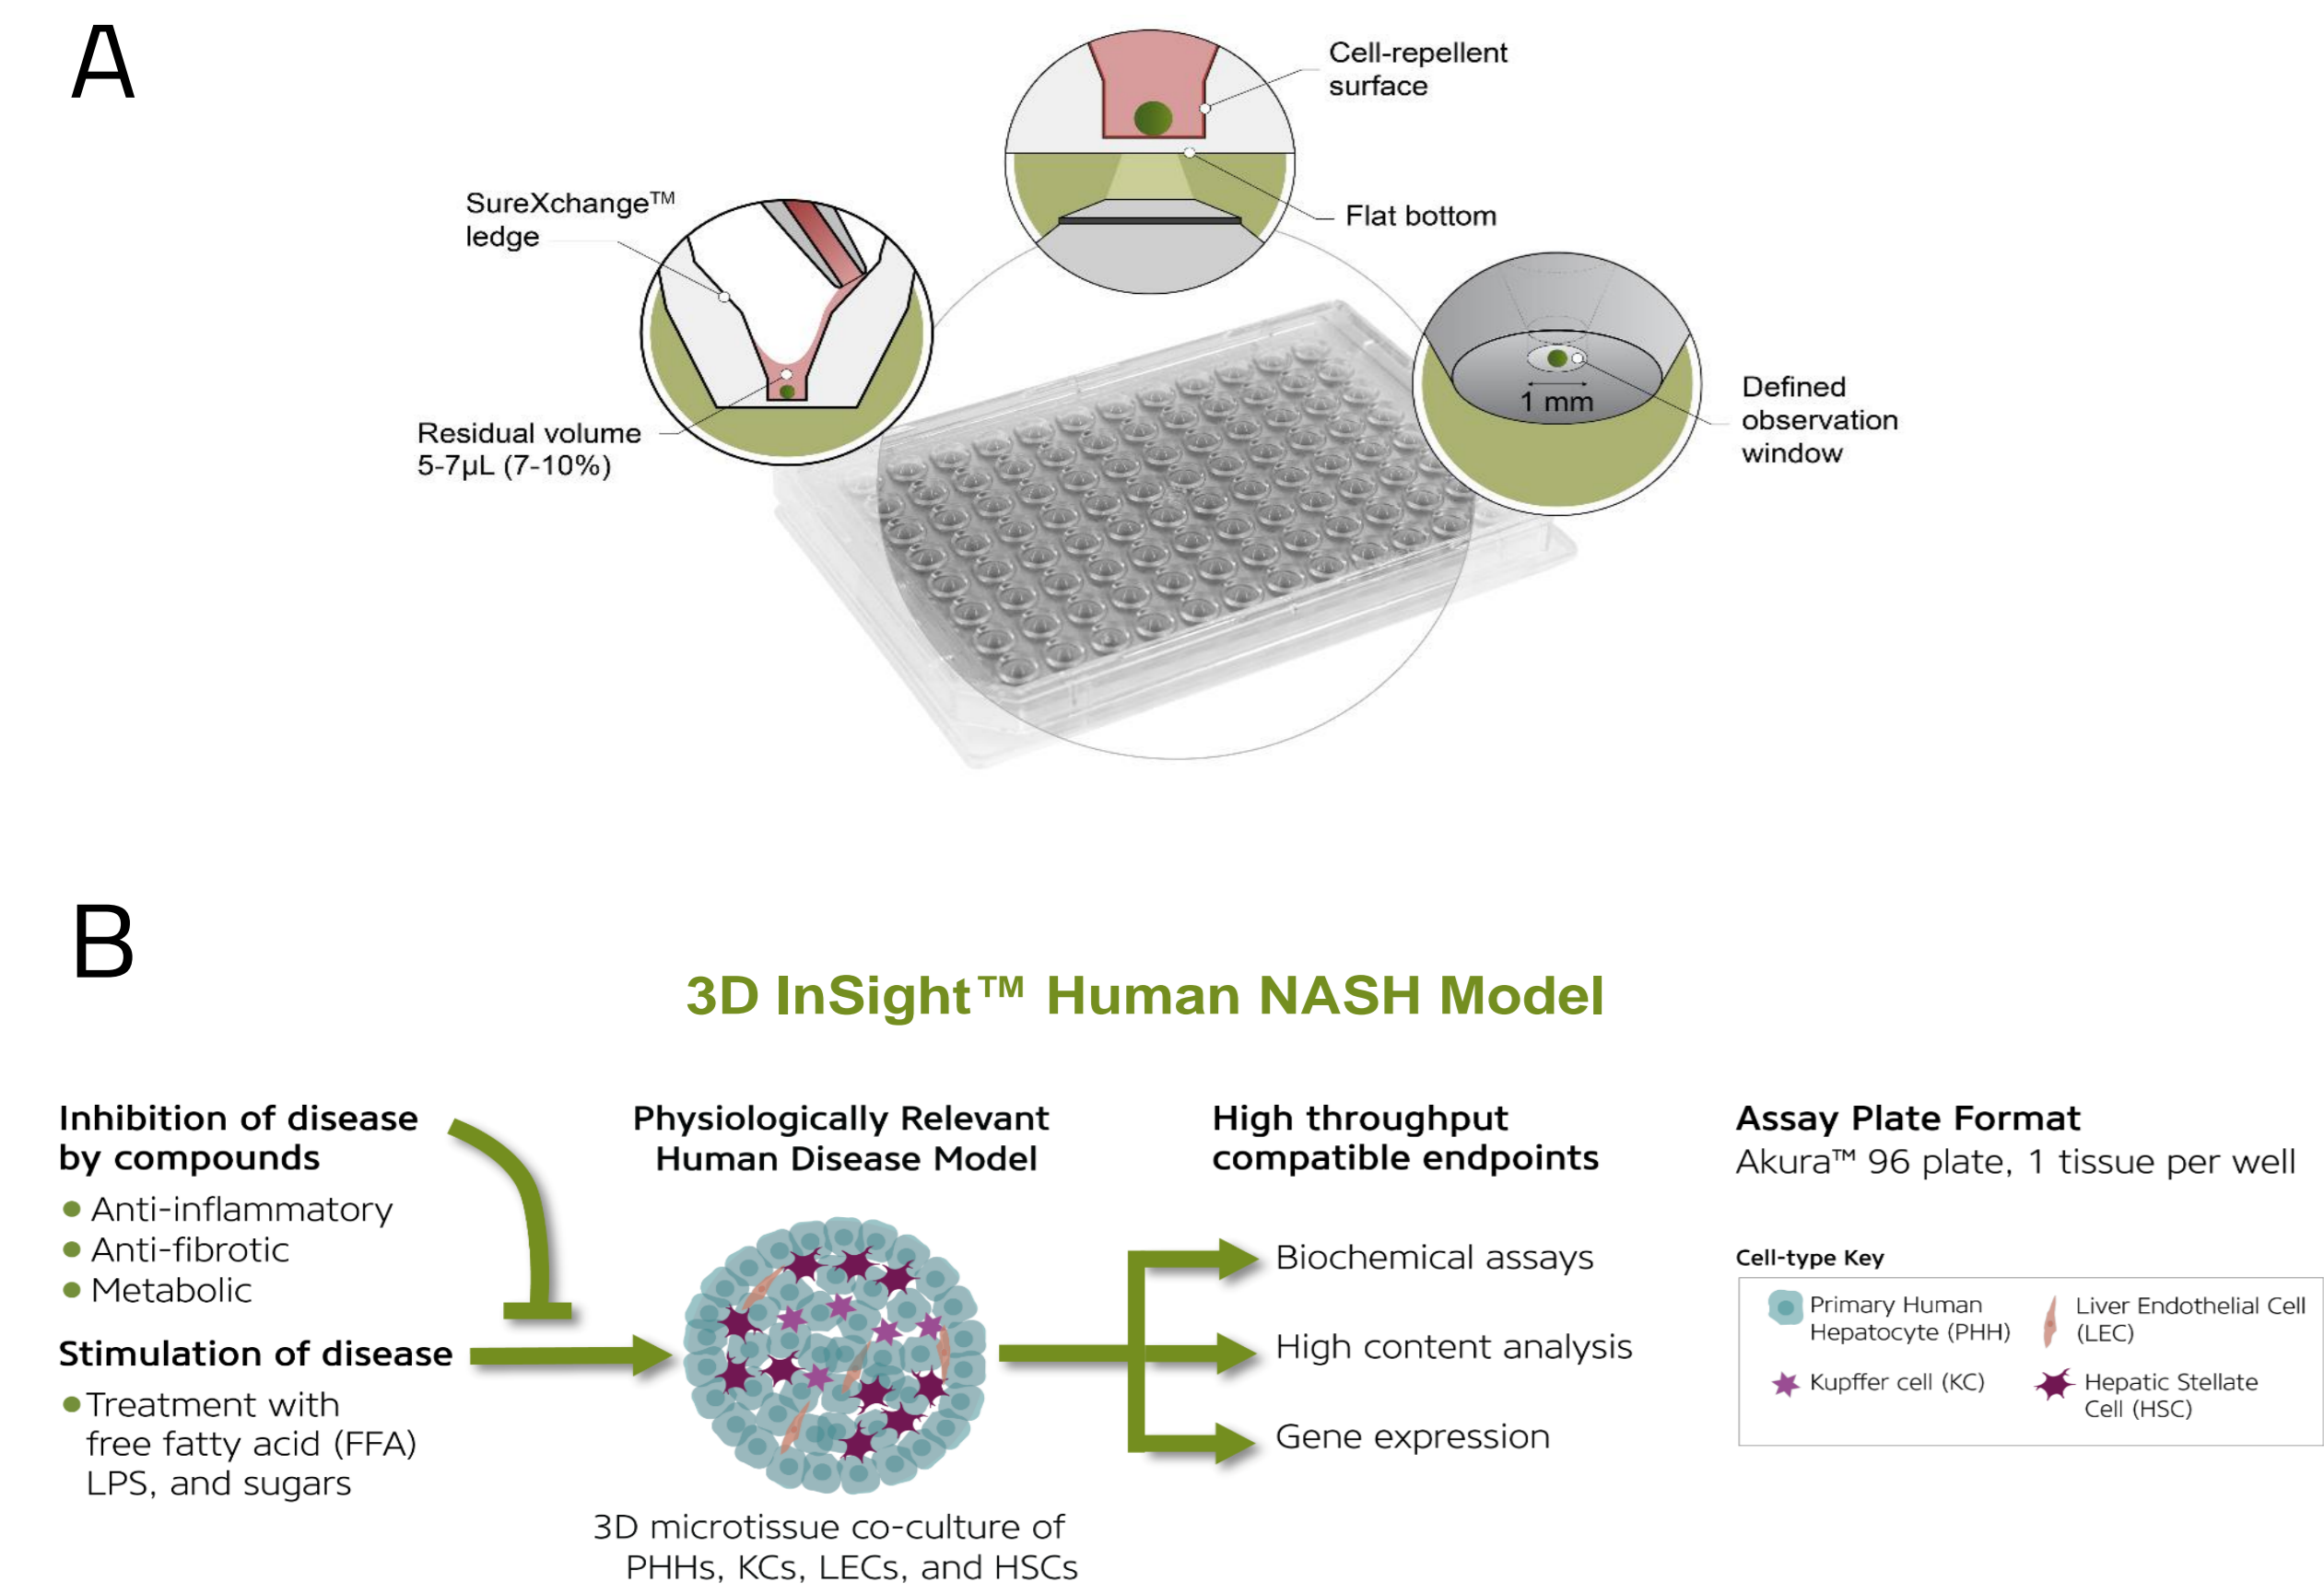 A
Cell-repellent
surface
SureXchange™
ledge
Flat bottom
Defined
observation
window
1 mm
Residual volume
5-7µL (7-10%)
B
3D InSight™ Human NASH Model
Inhibition of disease
by compounds
Anti-inflammatory
Anti-fibrotic
Metabolic
Stimulation of disease
Treatment with
free fatty acid (FFA)
LPS, and sugars
Physiologically Relevant
Human Disease Model
3D microtissue co-culture of
PHHs, KCs, LECs, and HSCs
High throughput
compatible endpoints
Biochemical assays
High content analysis
Gene expression
Assay Plate Format
Akura™ 96 plate, 1 tissue per well
Cell-type Key
Primary Human
Hepatocyte (PHH)
Liver Endothelial Cell
(LEC)
Kupffer cell (KC)
Hepatic Stellate
Cell (HSC)